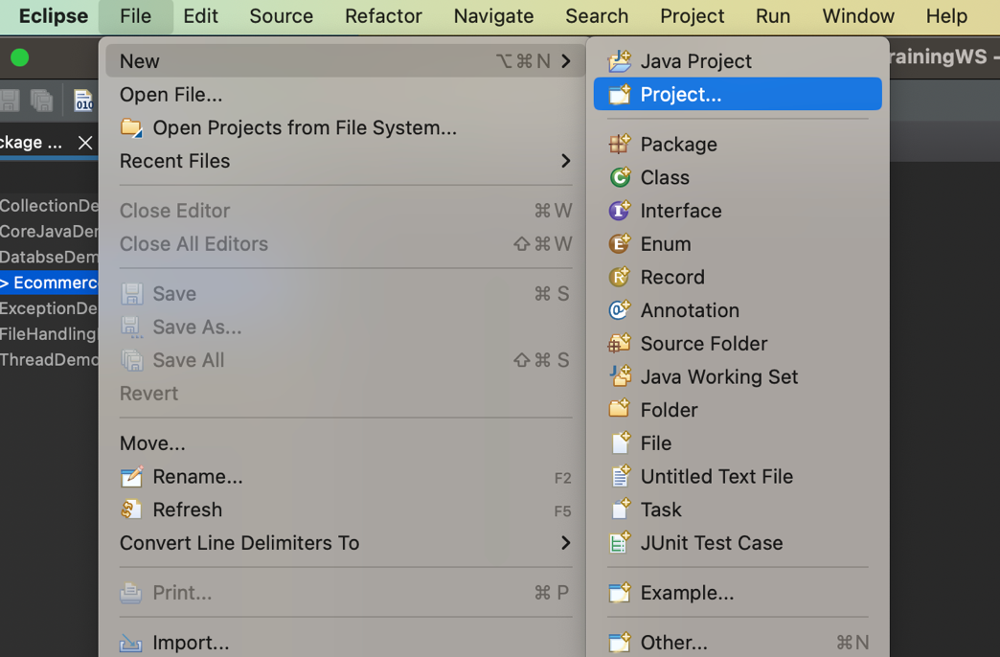 Eclipse File Edit Source Refactor Navigate Search Project Run Window Help
rainingWS -
010
ckage ...
CollectionDe
CoreJavaDer
DatabseDem
> Ecommerc
ExceptionDe
FileHandling
ThreadDemo
New ⌥⌘N
Open File...
Open Projects from File System...
Recent Files
Close Editor ⌘W
Close All Editors ⇧⌘W
Save ⌘S
Save As...
Save All ⇧⌘S
Revert
Move...
Rename... F2
Refresh F5
Convert Line Delimiters To
Print... ⌘P
Import...
Java Project
Project...
Package
Class
Interface
Enum
Record
Annotation
Source Folder
Java Working Set
Folder
File
Untitled Text File
Task
JUnit Test Case
Example...
Other... ⌘N